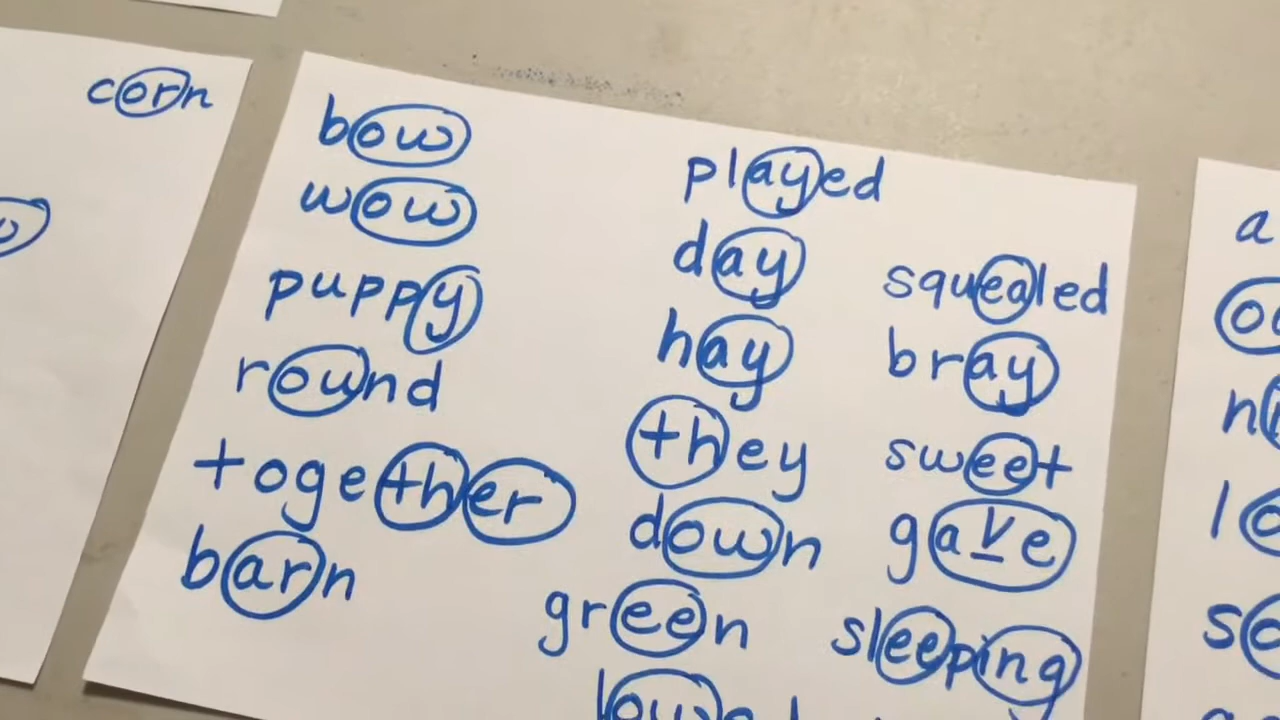 corn
bow
wow
puppy
round
together
barn
played
day
hay
they
down
green
squealed
bray
sweet
gave
sleeping
a